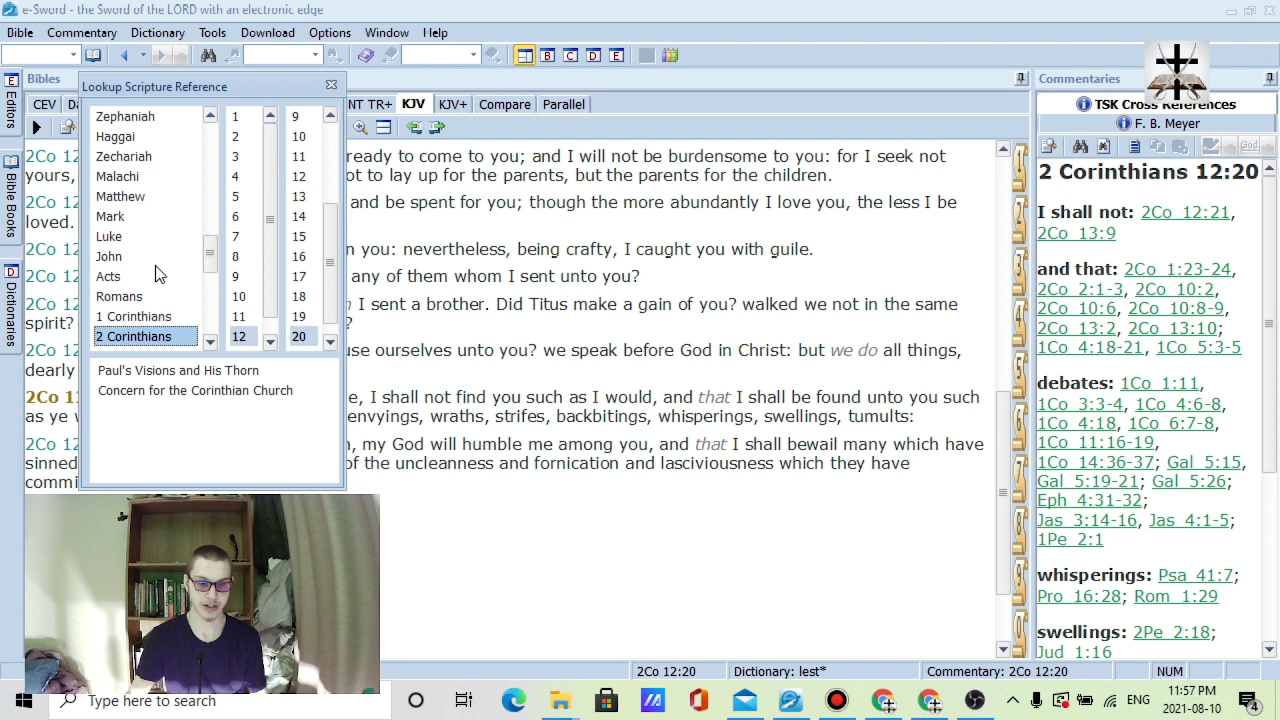 e-Sword - the Sword of the LORD with an electronic edge
Bible Commentary Dictionary Tools Download Options Window Help
B C D E
Bibles
Lookup Scripture Reference
Commentaries
CEV
NT TR+ KJV KJV+ Compare Parallel
TSK Cross References
F. B. Meyer
Editors
Bible Books
Dictionaries
Zephaniah 1 9
Haggai 2 10
Zechariah 3 11
Malachi 4 12
Matthew 5 13
Mark 6 14
Luke 7 15
John 8 16
Acts 9 17
Romans 10 18
1 Corinthians 11 19
2 Corinthians 12 20
Paul's Visions and His Thorn
Concern for the Corinthian Church
2Co 12 ready to come to you; and I will not be burdensome to you: for I seek not
yours, ot to lay up for the parents, but the parents for the children.
2Co 12 and be spent for you; though the more abundantly I love you, the less I be
loved.
2Co 12 n you: nevertheless, being crafty, I caught you with guile.
2Co 12 any of them whom I sent unto you?
2Co 12 I sent a brother. Did Titus make a gain of you? walked we not in the same
spirit? ?
2Co 12 use ourselves unto you? we speak before God in Christ: but we do all things,
dearly
2Co 12 e, I shall not find you such as I would, and that I shall be found unto you such
as ye w envyings, wraths, strifes, backbitings, whisperings, swellings, tumults:
2Co 12 n, my God will humble me among you, and that I shall bewail many which have
sinned of the uncleanness and fornication and lasciviousness which they have
commi
2 Corinthians 12:20
I shall not: 2Co 12:21,
2Co 13:9
and that: 2Co 1:23-24,
2Co 2:1-3, 2Co 10:2,
2Co 10:6, 2Co 10:8-9,
2Co 13:2, 2Co 13:10;
1Co 4:18-21, 1Co 5:3-5
debates: 1Co 1:11,
1Co 3:3-4, 1Co 4:6-8,
1Co 4:18, 1Co 6:7-8,
1Co 11:16-19,
1Co 14:36-37; Gal 5:15,
Gal 5:19-21; Gal 5:26;
Eph 4:31-32;
Jas 3:14-16, Jas 4:1-5;
1Pe 2:1
whisperings: Psa 41:7;
Pro 16:28; Rom 1:29
swellings: 2Pe 2:18;
Jud 1:16
2Co 12:20 Dictionary: lest* Commentary: 2Co 12:20 NUM
Type here to search
ENG
11:57 PM
2021-08-10
4